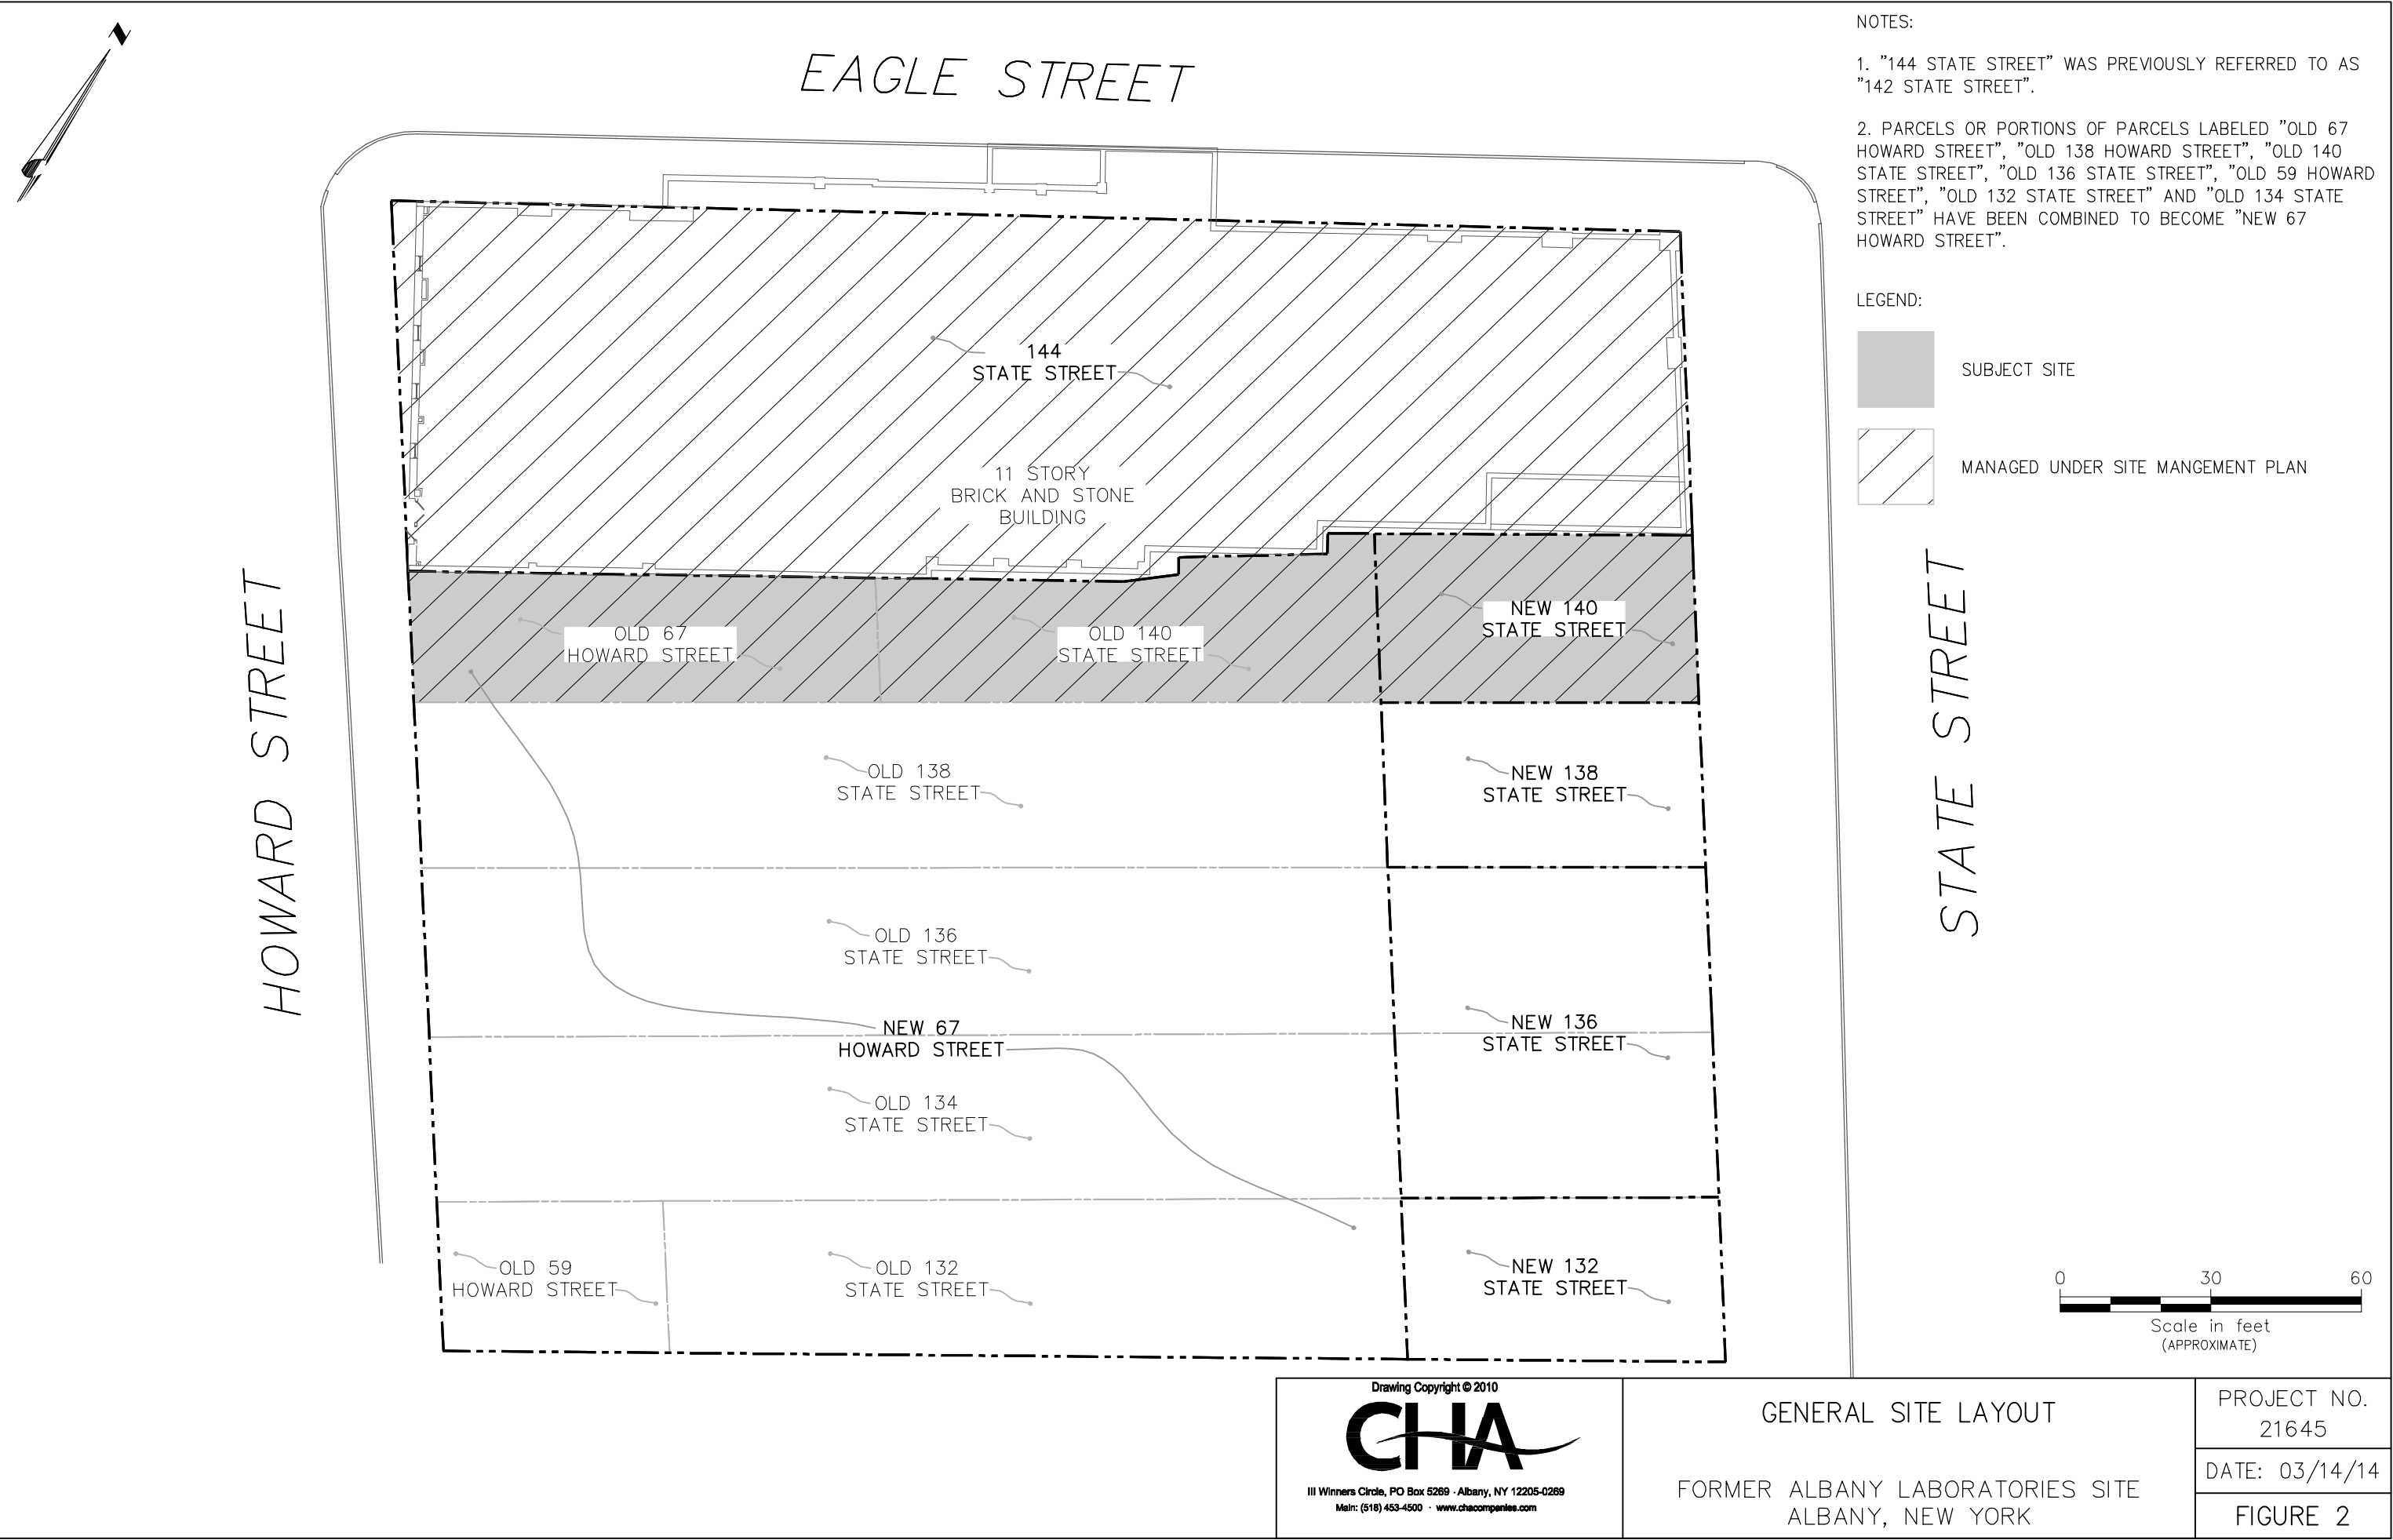 N
EAGLE STREET
NOTES:
1. "144 STATE STREET" WAS PREVIOUSLY REFERRED TO AS
"142 STATE STREET".
2. PARCELS OR PORTIONS OF PARCELS LABELED "OLD 67
HOWARD STREET", "OLD 138 HOWARD STREET", "OLD 140
STATE STREET", "OLD 136 STATE STREET", "OLD 59 HOWARD
STREET", "OLD 132 STATE STREET" AND "OLD 134 STATE
STREET" HAVE BEEN COMBINED TO BECOME "NEW 67
HOWARD STREET".
LEGEND:
SUBJECT SITE
MANAGED UNDER SITE MANGEMENT PLAN
144
STATE STREET
11 STORY
BRICK AND STONE
BUILDING
HOWARD STREET
STATE STREET
OLD 67
HOWARD STREET
OLD 140
STATE STREET
NEW 140
STATE STREET
OLD 138
STATE STREET
NEW 138
STATE STREET
OLD 136
STATE STREET
NEW 67
HOWARD STREET
NEW 136
STATE STREET
OLD 134
STATE STREET
OLD 59
HOWARD STREET
OLD 132
STATE STREET
NEW 132
STATE STREET
0 30 60
Scale in feet
(APPROXIMATE)
Drawing Copyright © 2010
CHA
III Winners Circle, PO Box 5269 · Albany, NY 12205-0269
Main: (518) 453-4500 · www.chacompanies.com
GENERAL SITE LAYOUT
FORMER ALBANY LABORATORIES SITE
ALBANY, NEW YORK
PROJECT NO.
21645
DATE: 03/14/14
FIGURE 2